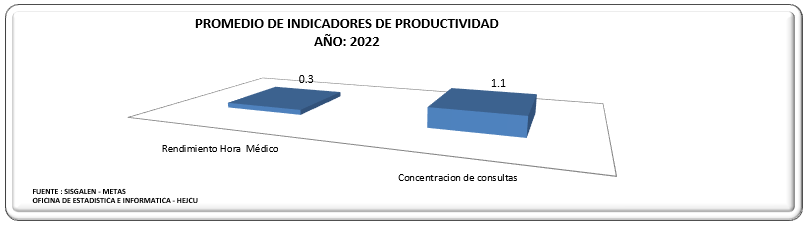 PROMEDIO DE INDICADORES DE PRODUCTIVIDAD
AÑO: 2022
0.3
1.1
Rendimiento Hora Médico
Concentracion de consultas
FUENTE : SISGALEN - METAS
OFICINA DE ESTADISTICA E INFORMATICA - HEJCU